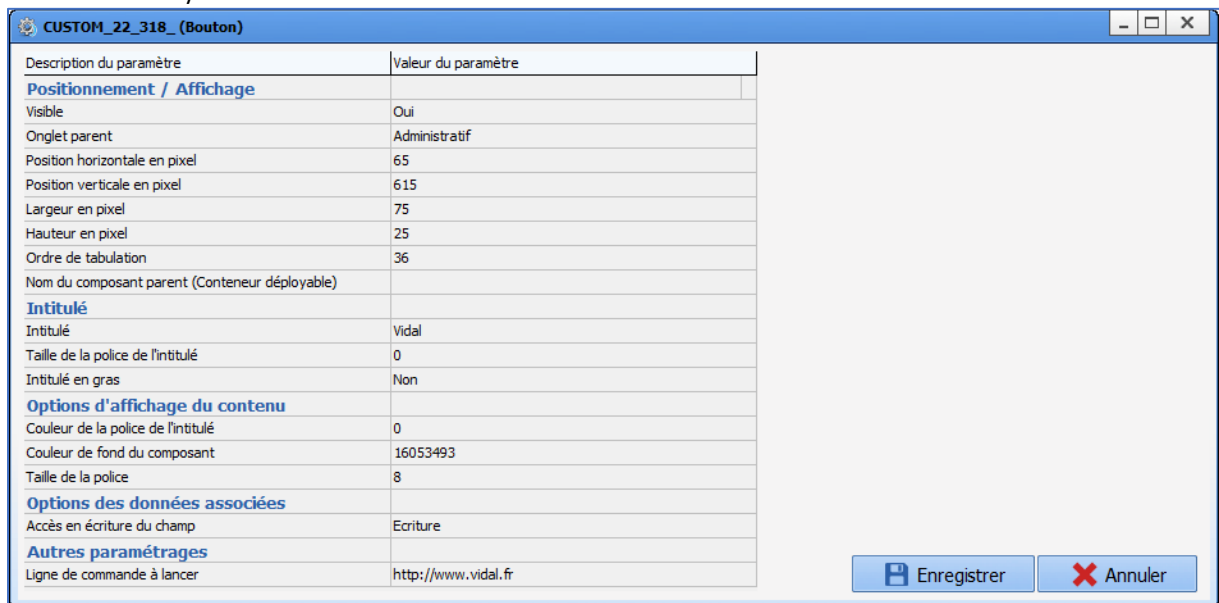 CUSTOM_22_318_ (Bouton)
Description du paramètre Valeur du paramètre
Positionnement / Affichage
Visible Oui
Onglet parent Administratif
Position horizontale en pixel 65
Position verticale en pixel 615
Largeur en pixel 75
Hauteur en pixel 25
Ordre de tabulation 36
Nom du composant parent (Conteneur déployable)
Intitulé
Intitulé Vidal
Taille de la police de l'intitulé 0
Intitulé en gras Non
Options d'affichage du contenu
Couleur de la police de l'intitulé 0
Couleur de fond du composant 16053493
Taille de la police 8
Options des données associées
Accès en écriture du champ Ecriture
Autres paramétrages
Ligne de commande à lancer http://www.vidal.fr
Enregistrer Annuler